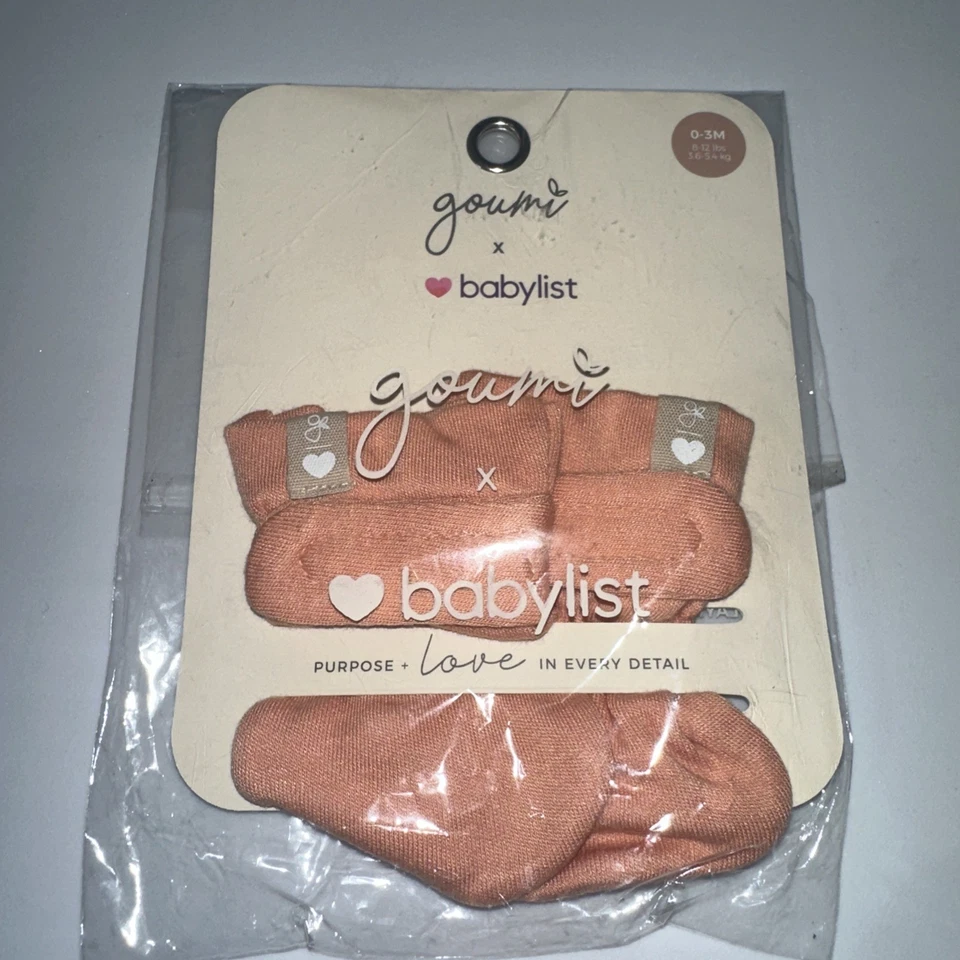 0-3M
8-12 lbs
3.6-5.4 kg
goumi
x
babylist
goumi
x
babylist
PURPOSE + love IN EVERY DETAIL